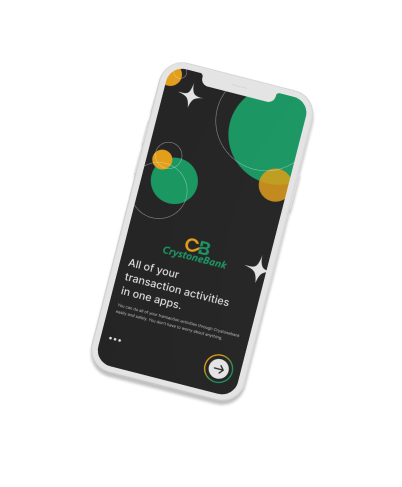 CB
CrystoneBank
All of your
transaction activities
in one apps.
You can do all of your transaction activities through Crystonebank
easily and safely. You don't have to worry about anything.